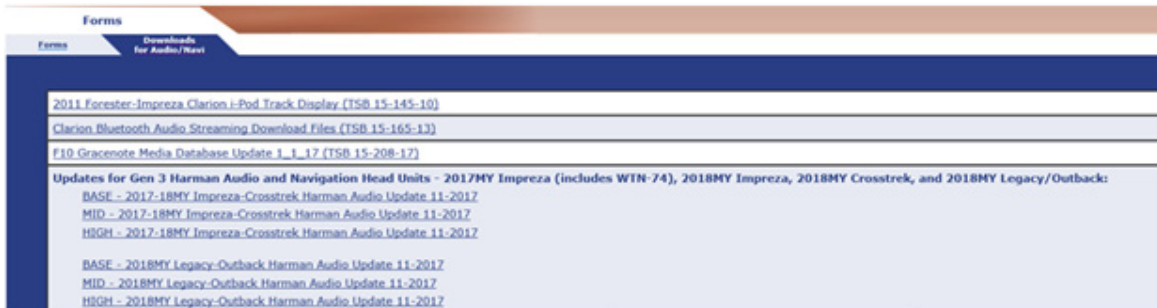 Forms
Forms
Downloads
for Audio/Navi
2011 Forester-Impreza Clarion i-Pod Track Display (TSB 15-145-10)
Clarion Bluetooth Audio Streaming Download Files (TSB 15-165-13)
F10 Gracenote Media Database Update 1_1_17 (TSB 15-208-17)
Updates for Gen 3 Harman Audio and Navigation Head Units - 2017MY Impreza (includes WTN-74), 2018MY Impreza, 2018MY Crosstrek, and 2018MY Legacy/Outback:
BASE - 2017-18MY Impreza-Crosstrek Harman Audio Update 11-2017
MID - 2017-18MY Impreza-Crosstrek Harman Audio Update 11-2017
HIGH - 2017-18MY Impreza-Crosstrek Harman Audio Update 11-2017
BASE - 2018MY Legacy-Outback Harman Audio Update 11-2017
MID - 2018MY Legacy-Outback Harman Audio Update 11-2017
HIGH - 2018MY Legacy-Outback Harman Audio Update 11-2017